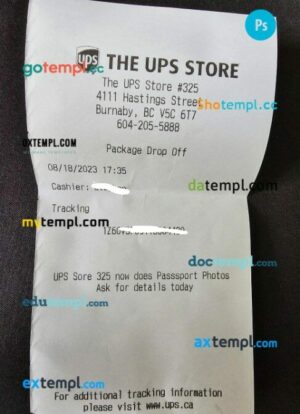 Ps
gotempl.cc
ups THE UPS STORE
The UPS Store #325
4111 Hastings Street
shotempl.cc
Burnaby, BC V5C 6T7
604-205-5888
oxtempl.com
Package Drop Off
08/18/2023 17:35
datempl.com
Cashier:
Tracking
mytempl.com
doctempl.com
UPS Sore 325 now does Passsport Photos
Ask for details today
edutempl.com
axtempl.com
extempl.com
For additional tracking information
please visit www.ups.ca